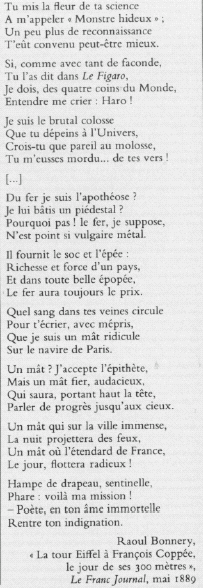 Tu mis la fleur de ta science
A m'appeler « Monstre hideux » ;
Un peu plus de reconnaissance
T'eût convenu peut-être mieux.
Si, comme avec tant de faconde,
Tu l'as dit dans Le Figaro,
Je dois, des quatre coins du Monde,
Entendre me crier : Haro !
Je suis le brutal colosse
Que tu dépeins à l'Univers,
Crois-tu que pareil au molosse,
Tu m'eusses mordu... de tes vers !
[...]
Du fer je suis l'apothéose ?
Je lui bâtis un piédestal ?
Pourquoi pas ! le fer, je suppose,
N'est point si vulgaire métal.
Il fournit le soc et l'épée :
Richesse et force d'un pays,
Et dans toute belle épopée,
Le fer aura toujours le prix.
Quel sang dans tes veines circule
Pour t'écrier, avec mépris,
Que je suis un mât ridicule
Sur le navire de Paris.
Un mât ? J'accepte l'épithète,
Mais un mât fier, audacieux,
Qui saura, portant haut la tête,
Parler de progrès jusqu'aux cieux.
Un mât qui sur la ville immense,
La nuit projettera des feux,
Un mât où l'étendard de France,
Le jour, flottera radieux !
Hampe de drapeau, sentinelle,
Phare : voilà ma mission !
– Poète, en ton âme immortelle
Rentre ton indignation.
Raoul Bonnery,
« La tour Eiffel à François Coppée,
le jour de ses 300 mètres »,
Le Franc Journal, mai 1889